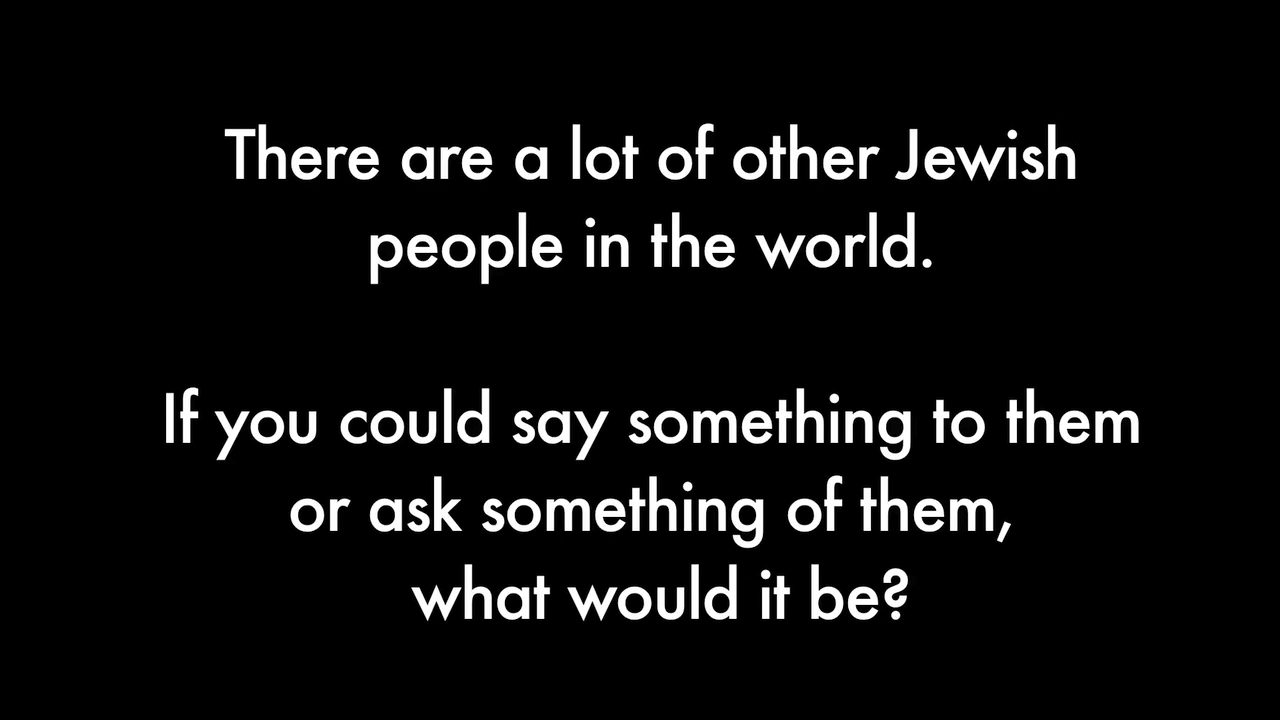 There are a lot of other Jewish
people in the world.
If you could say something to them
or ask something of them,
what would it be?